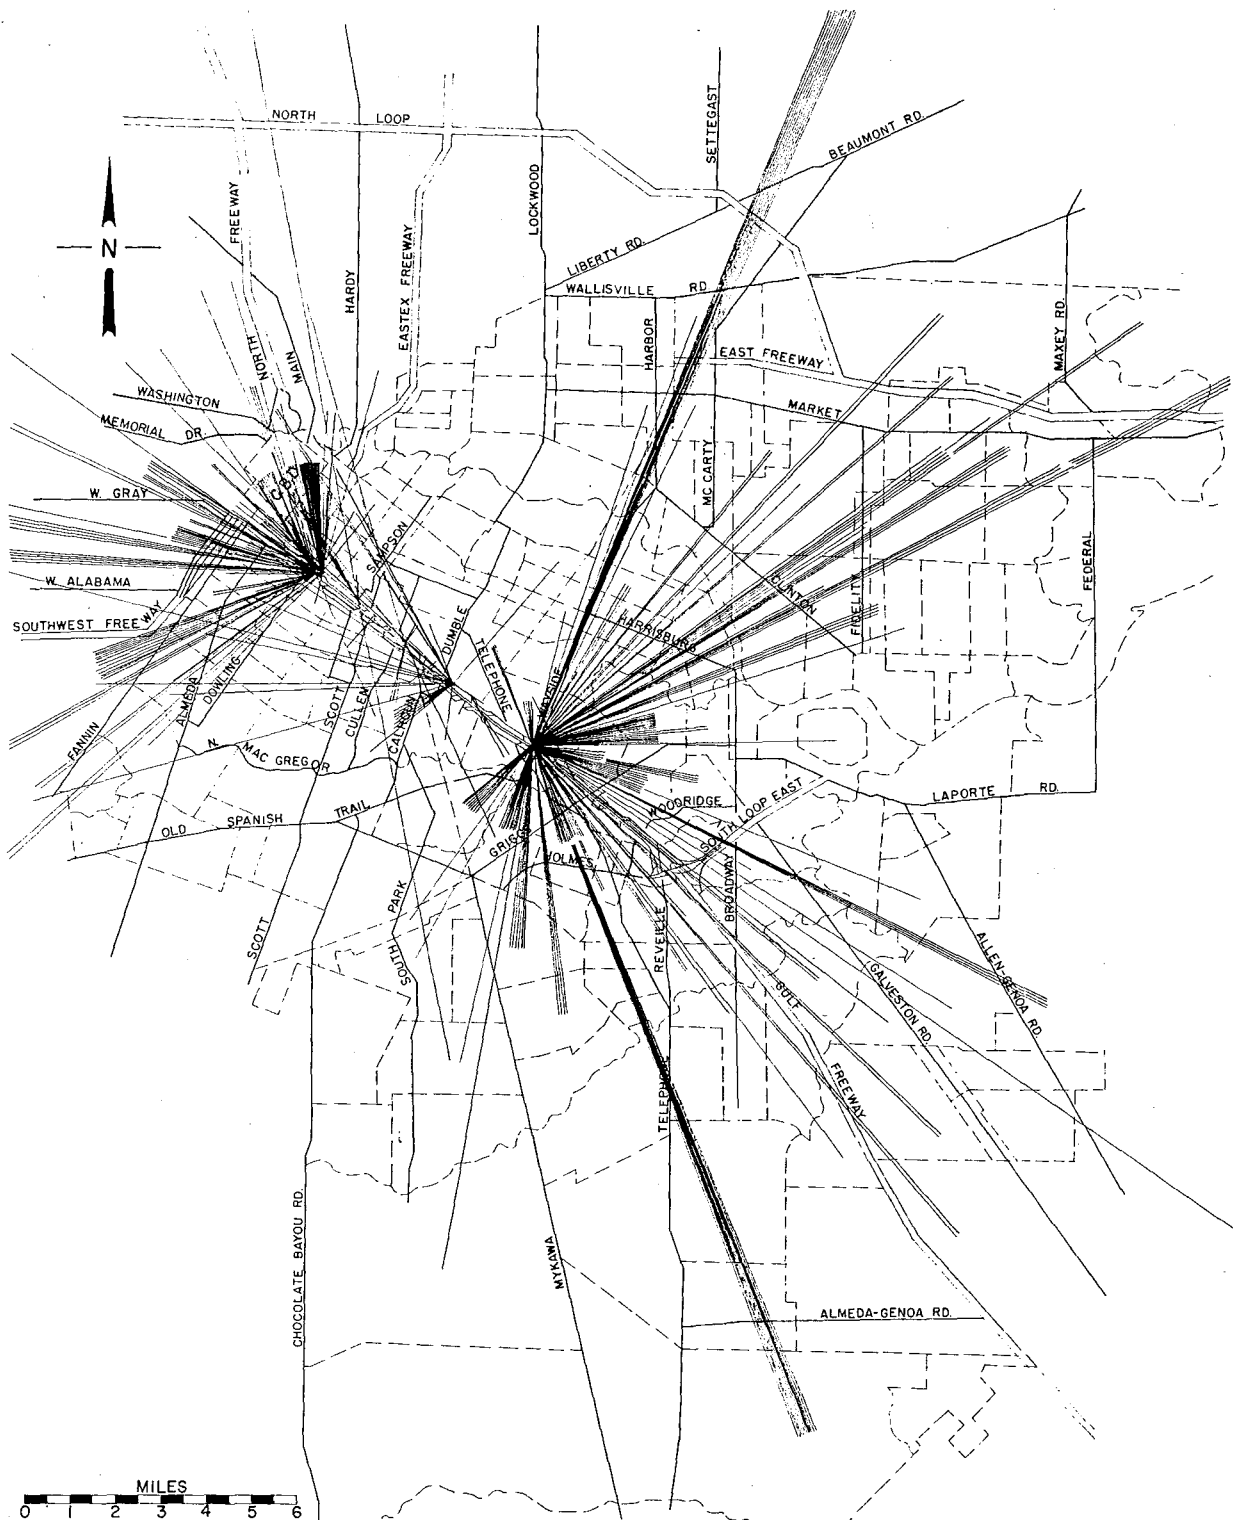 NORTH LOOP
SETTEGAST
BEAUMONT RD.
LOCKWOOD
FREEWAY
N
LIBERTY RD.
EASTEX FREEWAY
HARDY
WALLISVILLE RD
MAXEY RD.
NORTH
MAIN
HARBOR
EAST FREEWAY
WASHINGTON
MARKET
MEMORIAL DR.
C.B.D.
MC CARTY
W. GRAY
SIMPSON
FEDERAL
W. ALABAMA
CLINTON
FIDELITY
SOUTHWEST FREEWAY
DUMBLE
HARRISBURG
TELEPHONE
WAYSIDE
ALMEDA
DOWLING
SCOTT
CULLEN
CALHOUN
FANNIN
N. MAC GREGOR
LAPORTE RD.
WOODRIDGE
SOUTH LOOP EAST
OLD SPANISH TRAIL
GRIGGS
HOLMES
BROADWAY
SOUTH PARK
SCOTT
REVEILLE
ALLEN-GENOA RD.
GALVESTON RD.
GULF FREEWAY
TELEPHONE
CHOCOLATE BAYOU RD.
MYKAWA
ALMEDA-GENOA RD.
MILES
0 1 2 3 4 5 6